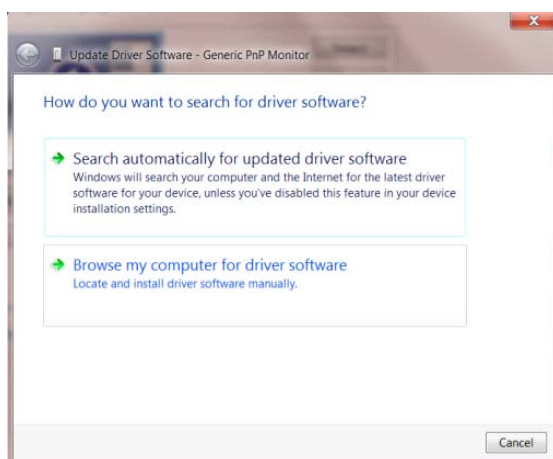 X
Update Driver Software - Generic PnP Monitor
How do you want to search for driver software?
Search automatically for updated driver software
Windows will search your computer and the Internet for the latest driver
software for your device, unless you've disabled this feature in your device
installation settings.
Browse my computer for driver software
Locate and install driver software manually.
Cancel